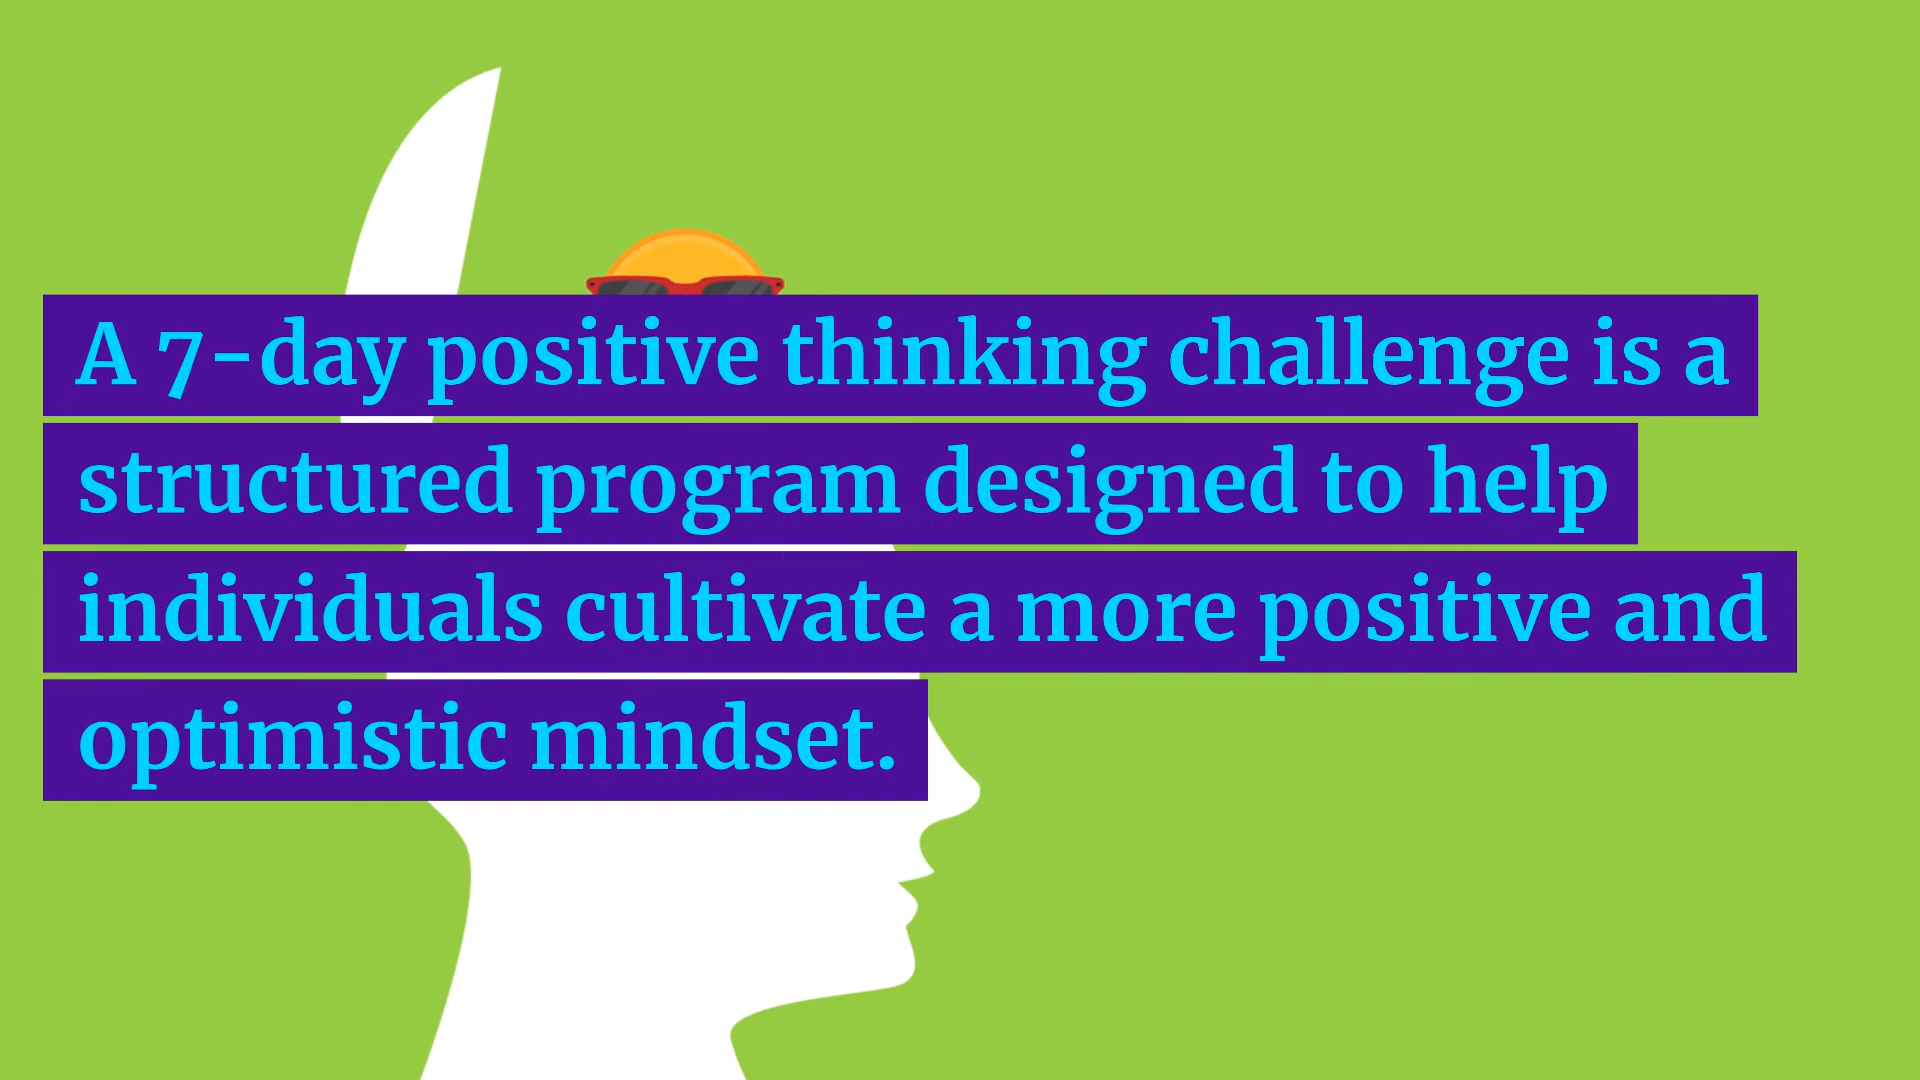 A 7-day positive thinking challenge is a
structured program designed to help
individuals cultivate a more positive and
optimistic mindset.